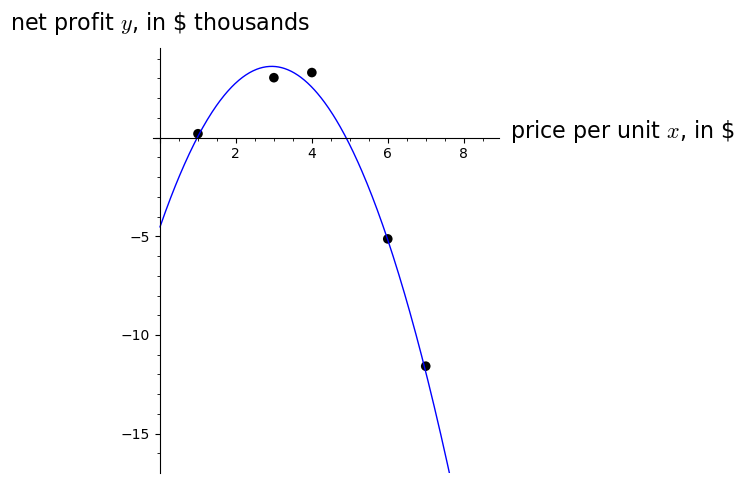 net profit y, in $ thousands
price per unit x, in $
2 4 6 8
−5
−10
−15